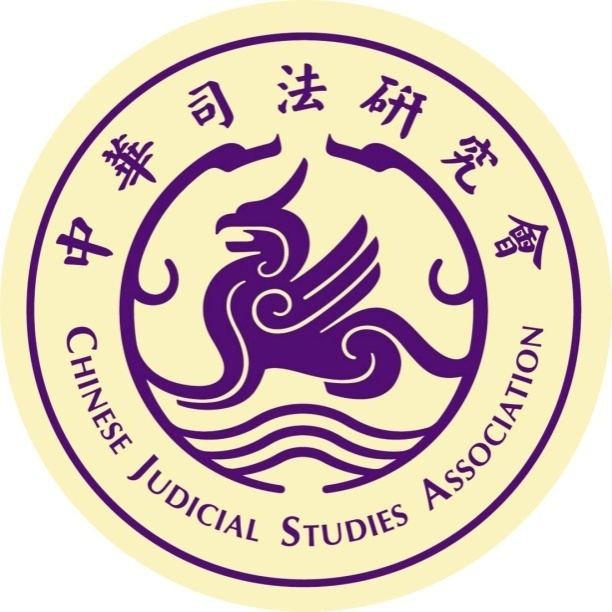 中華司法研究會
CHINESE JUDICIAL STUDIES ASSOCIATION